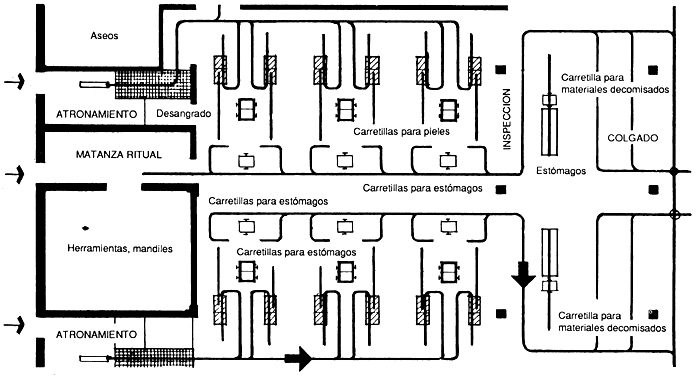 Aseos
ATRONAMIENTO
Desangrado
MATANZA RITUAL
Herramientas, mandiles
ATRONAMIENTO
Carretillas para pieles
Carretillas para estómagos
Carretillas para estómagos
Carretillas para estómagos
INSPECCION
Carretilla para
materiales decomisados
COLGADO
Estómagos
Carretilla para
materiales decomisados